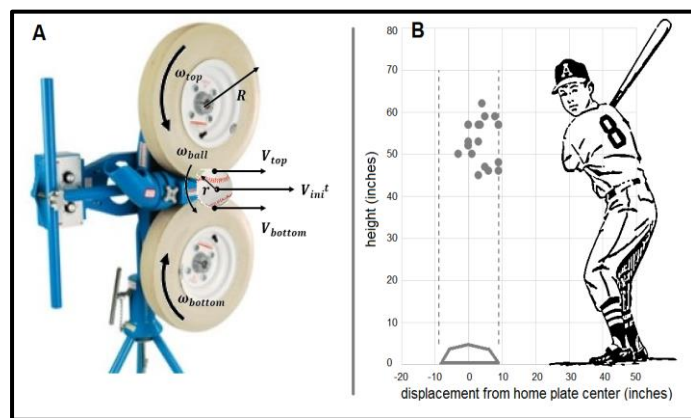 A
ω_top
R
ω_ball
V_top
r
V_ini t
V_bottom
ω_bottom
B
80
70
60
50
40
30
20
10
0
height (inches)
-20 -10 0 10 20 30 40 50
displacement from home plate center (inches)
A
8